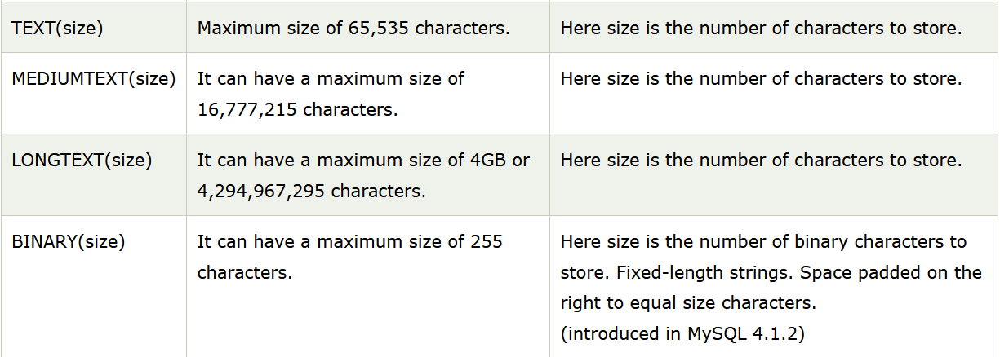 TEXT(size)
Maximum size of 65,535 characters.
Here size is the number of characters to store.
MEDIUMTEXT(size)
It can have a maximum size of
16,777,215 characters.
Here size is the number of characters to store.
LONGTEXT(size)
It can have a maximum size of 4GB or
4,294,967,295 characters.
Here size is the number of characters to store.
BINARY(size)
It can have a maximum size of 255
characters.
Here size is the number of binary characters to
store. Fixed-length strings. Space padded on the
right to equal size characters.
(introduced in MySQL 4.1.2)